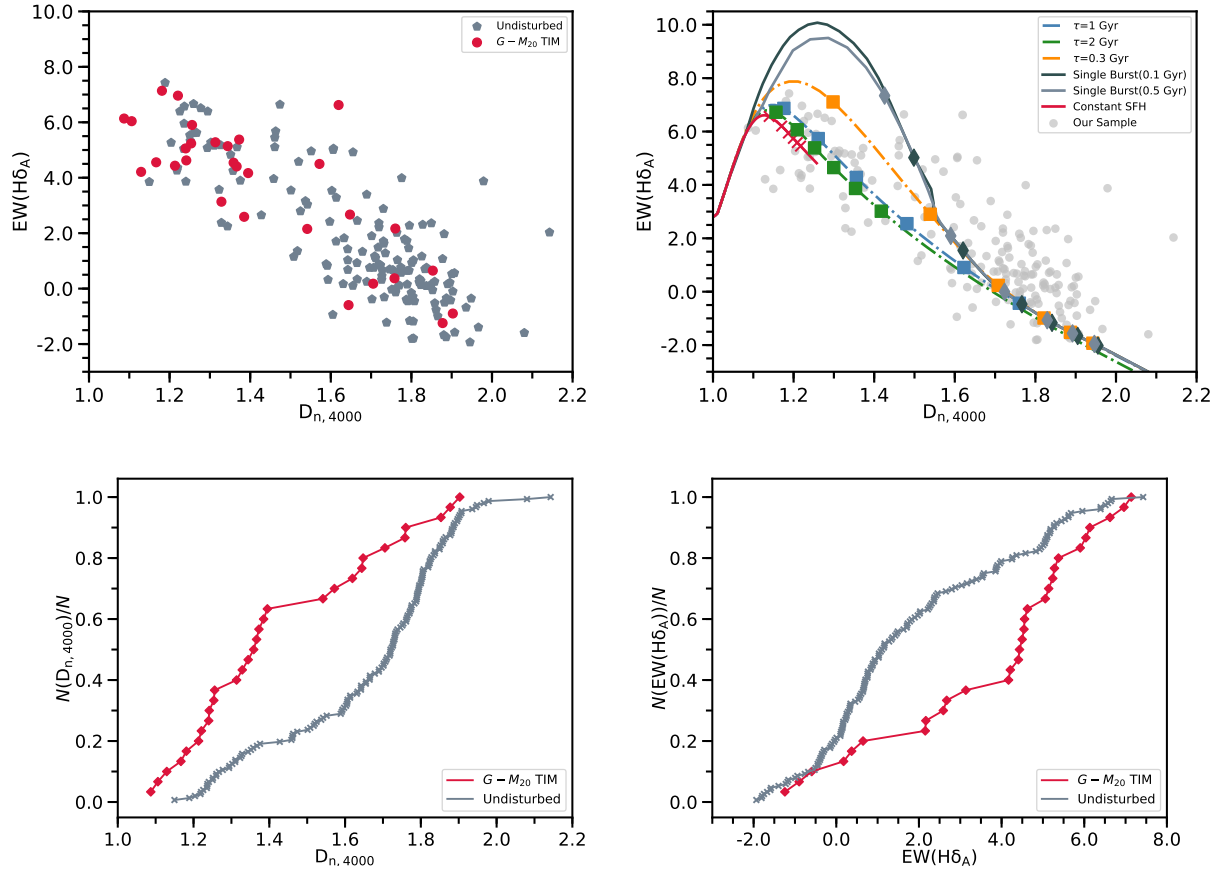 10.0
8.0
6.0
4.0
2.0
0.0
-2.0
EW(Hδ_A)
1.0 1.2 1.4 1.6 1.8 2.0 2.2
D_n, 4000
Undisturbed
G − M_20 TIM
10.0
8.0
6.0
4.0
2.0
0.0
-2.0
EW(Hδ_A)
1.0 1.2 1.4 1.6 1.8 2.0 2.2
D_n, 4000
τ=1 Gyr
τ=2 Gyr
τ=0.3 Gyr
Single Burst(0.1 Gyr)
Single Burst(0.5 Gyr)
Constant SFH
Our Sample
1.0
0.8
0.6
0.4
0.2
0.0
N(D_n, 4000)/N
1.0 1.2 1.4 1.6 1.8 2.0 2.2
D_n, 4000
G − M_20 TIM
Undisturbed
1.0
0.8
0.6
0.4
0.2
0.0
N(EW(Hδ_A))/N
-2.0 0.0 2.0 4.0 6.0 8.0
EW(Hδ_A)
G − M_20 TIM
Undisturbed